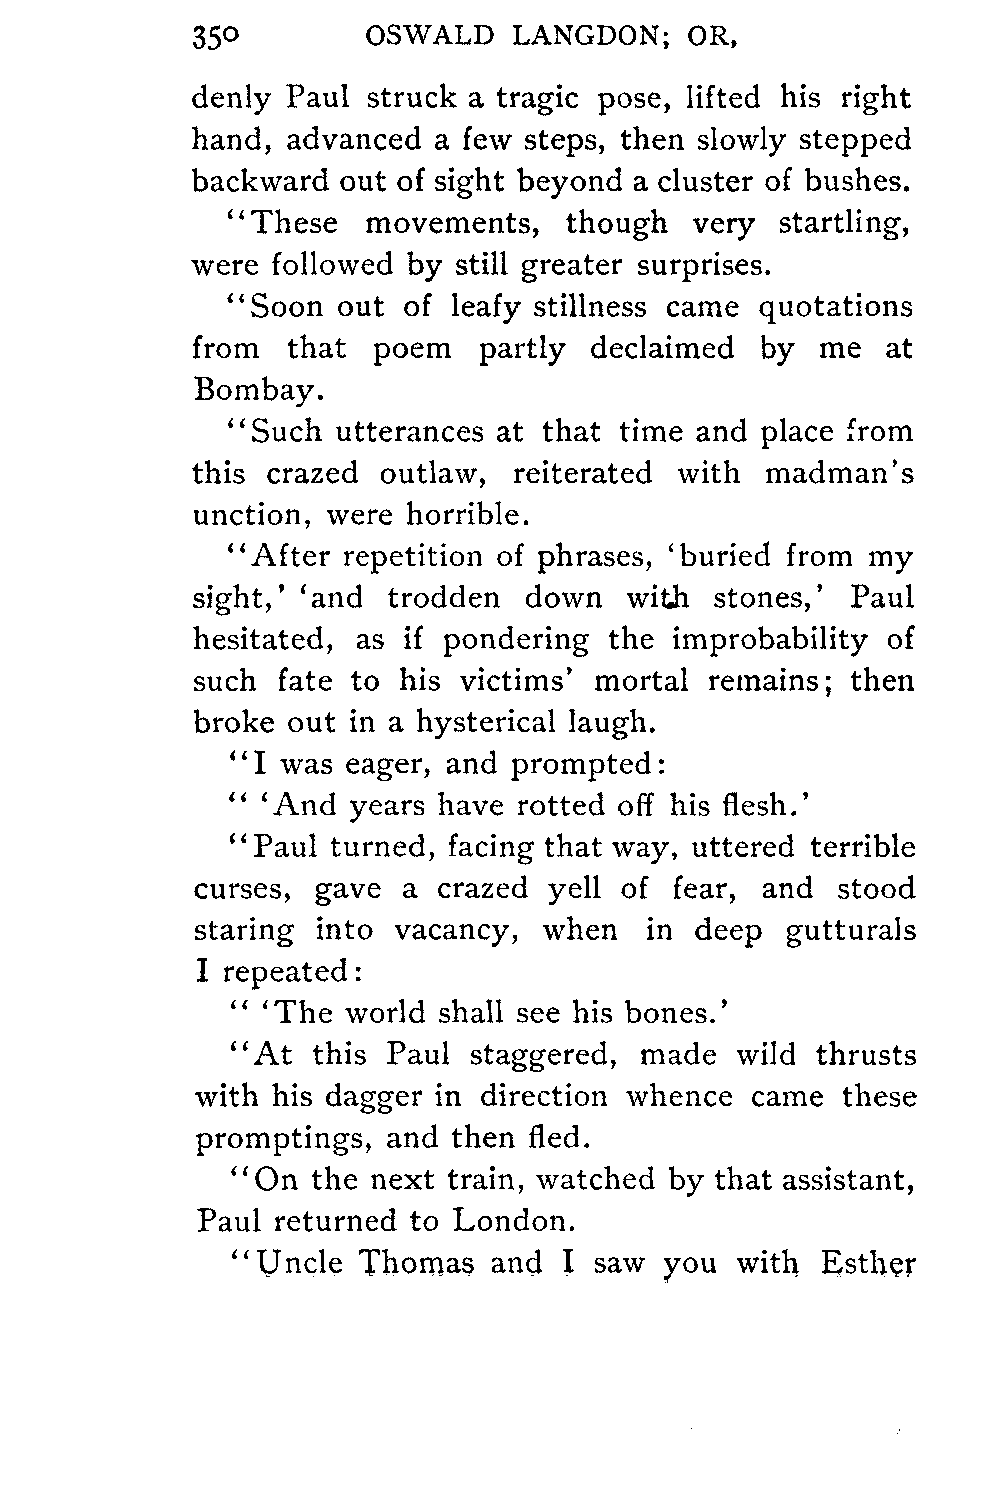 350 OSWALD LANGDON; OR,
denly Paul struck a tragic pose, lifted his right
hand, advanced a few steps, then slowly stepped
backward out of sight beyond a cluster of bushes.
“These movements, though very startling,
were followed by still greater surprises.
“Soon out of leafy stillness came quotations
from that poem partly declaimed by me at
Bombay.
“Such utterances at that time and place from
this crazed outlaw, reiterated with madman's
unction, were horrible.
“After repetition of phrases, ‘buried from my
sight,’ ‘and trodden down with stones,’ Paul
hesitated, as if pondering the improbability of
such fate to his victims’ mortal remains; then
broke out in a hysterical laugh.
“I was eager, and prompted:
“ ‘And years have rotted off his flesh.’
“Paul turned, facing that way, uttered terrible
curses, gave a crazed yell of fear, and stood
staring into vacancy, when in deep gutturals
I repeated:
“ ‘The world shall see his bones.’
“At this Paul staggered, made wild thrusts
with his dagger in direction whence came these
promptings, and then fled.
“On the next train, watched by that assistant,
Paul returned to London.
“Uncle Thomas and I saw you with Esther